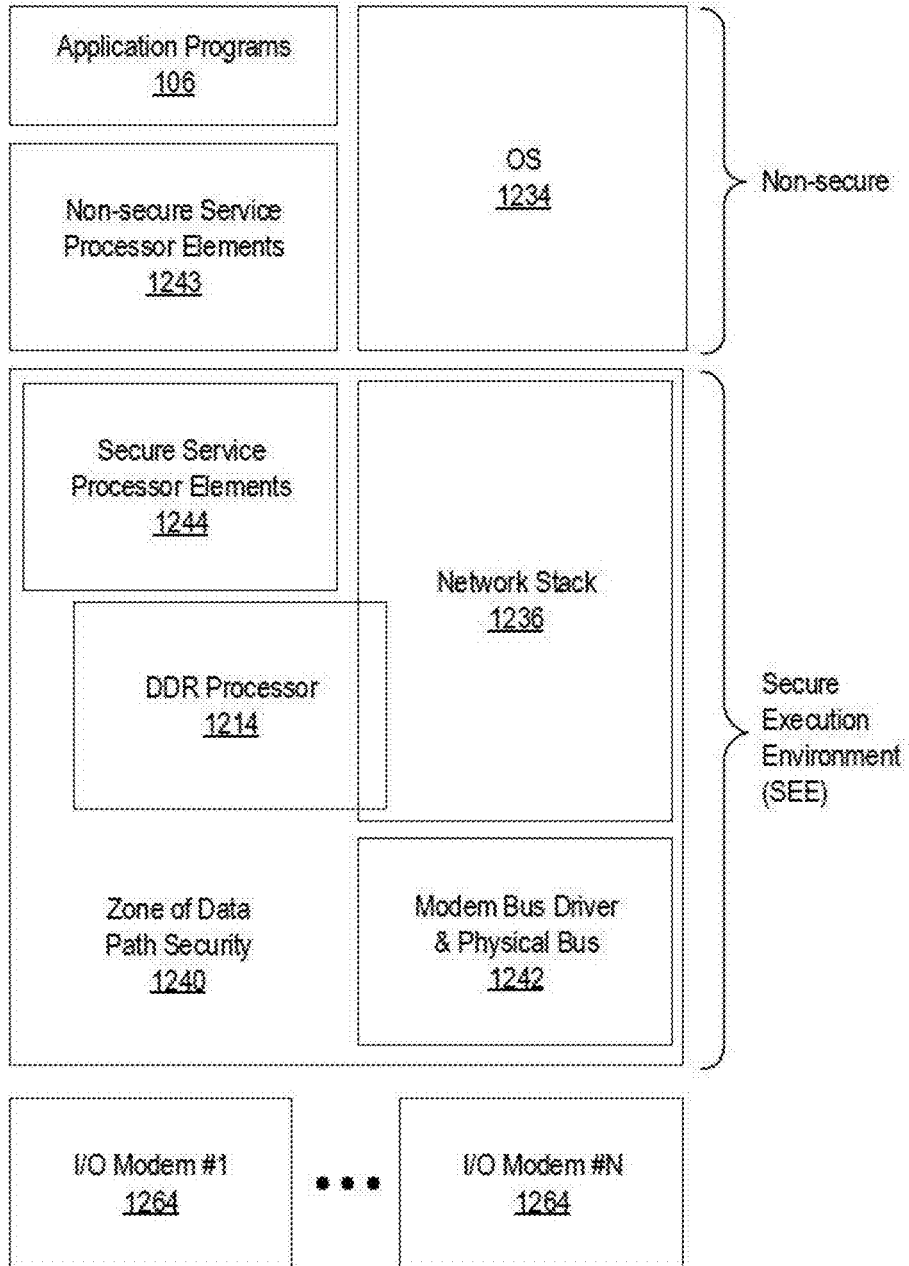 Application Programs
106
OS
1234
Non-secure Service
Processor Elements
1243
Non-secure
Secure Service
Processor Elements
1244
Network Stack
1236
DDR Processor
1214
Secure
Execution
Environment
(SEE)
Zone of Data
Path Security
1240
Modem Bus Driver
& Physical Bus
1242
I/O Modem #1
1264
I/O Modem #N
1264